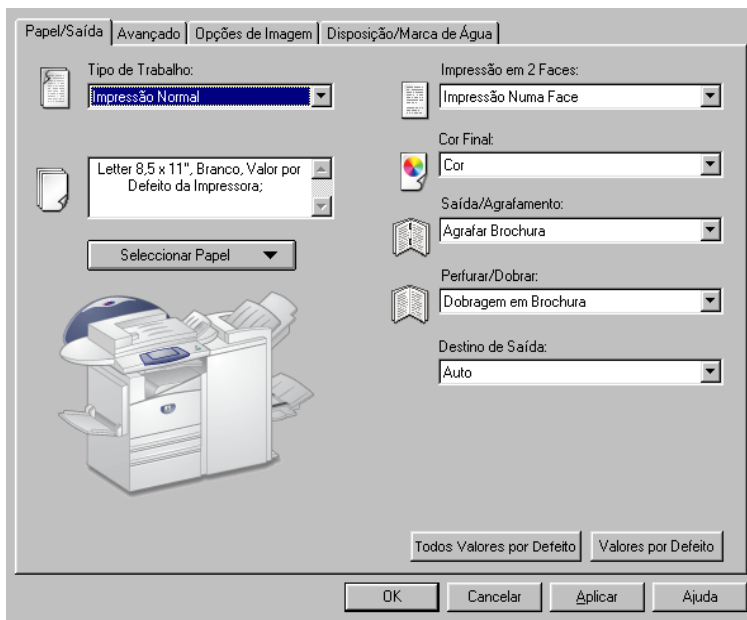 Papel/Saída
Avançado
Opções de Imagem
Disposição/Marca de Água
Tipo de Trabalho:
Impressão Normal
Letter 8,5 x 11", Branco, Valor por
Defeito da Impressora;
Seleccionar Papel
Impressão em 2 Faces:
Impressão Numa Face
Cor Final:
Cor
Saída/Agrafamento:
Agrafar Brochura
Perfurar/Dobrar:
Dobragem em Brochura
Destino de Saída:
Auto
Todos Valores por Defeito
Valores por Defeito
OK
Cancelar
Aplicar
Ajuda